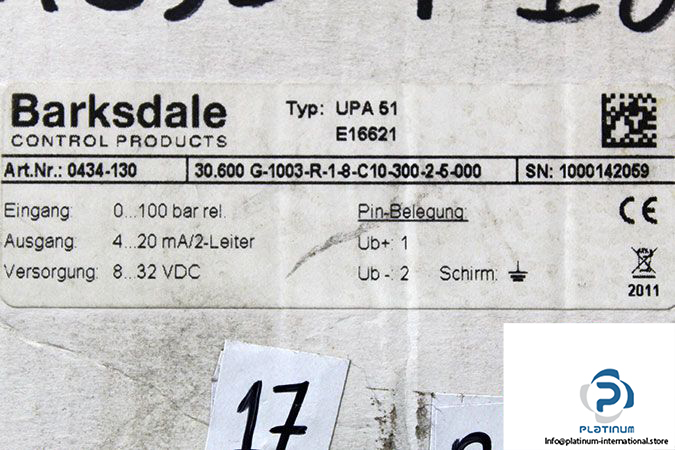 Barksdale
CONTROL PRODUCTS
Typ: UPA 51
E16621
Art.Nr.: 0434-130 30.600 G-1003-R-1-8-C10-300-2-5-000 SN: 1000142059
Eingang: 0...100 bar rel. Pin-Belegung:
Ausgang: 4...20 mA/2-Leiter Ub+: 1
Versorgung: 8...32 VDC Ub -: 2 Schirm:
CE
2011
17
PLATINUM
Info@platinum-international.store